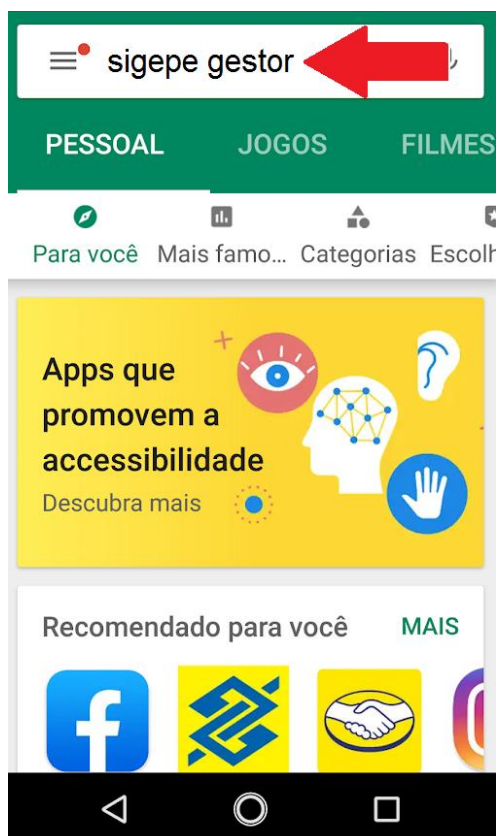 sigepe gestor
PESSOAL JOGOS FILMES
Para você Mais famo... Categorias Escolh
Apps que
promovem a
accessibilidade
Descubra mais
Recomendado para você MAIS